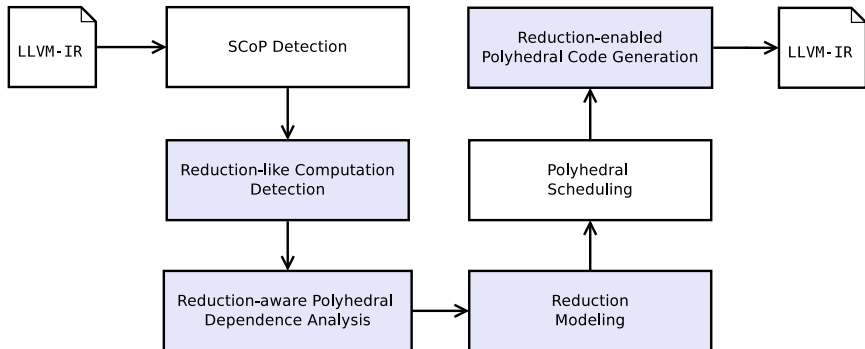 LLVM-IR
SCoP Detection
Reduction-like Computation
Detection
Reduction-aware Polyhedral
Dependence Analysis
Reduction
Modeling
Polyhedral
Scheduling
Reduction-enabled
Polyhedral Code Generation
LLVM-IR